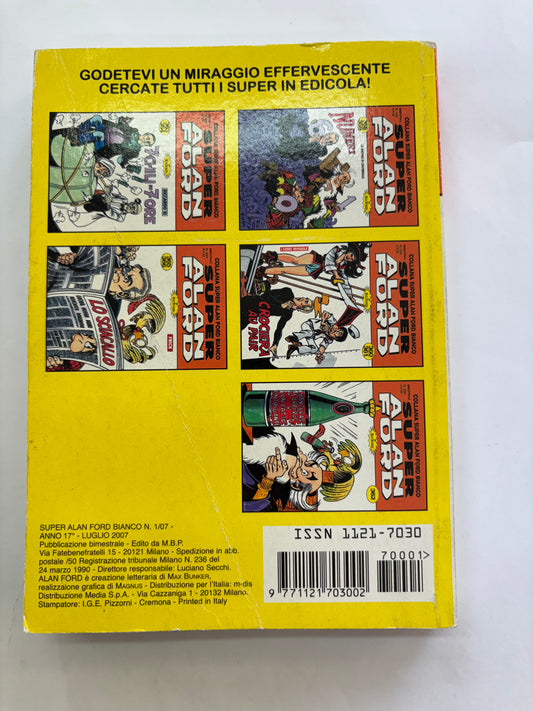 GODETEVI UN MIRAGGIO EFFERVESCENTE
CERCATE TUTTI I SUPER IN EDICOLA!
COLLANA SUPER ALAN FORD BIANCO
SUPER
ALAN
FORD
COLLANA SUPER ALAN FORD BIANCO
SUPER
ALAN
FORD
COLLANA SUPER ALAN FORD BIANCO
SUPER
ALAN
FORD
LO SCINTILLO
COLLANA SUPER ALAN FORD BIANCO
SUPER
ALAN
FORD
CROCIERA
AU PAIR
COLLANA SUPER ALAN FORD BIANCO
SUPER
ALAN
FORD
SUPER ALAN FORD BIANCO N. 1/07 -
ANNO 17° - LUGLIO 2007
Pubblicazione bimestrale - Edito da M.B.P.
Via Fatebenefratelli 15 - 20121 Milano - Spedizione in abb.
postale /50 Registrazione tribunale Milano N. 236 del
24 marzo 1990 - Direttore responsabile: Luciano Secchi.
ALAN FORD è creazione letteraria di MAX BUNKER,
realizzaione grafica di MAGNUS - Distribuzione per l'Italia: m-dis
Distribuzione Media S.p.A. - Via Cazzaniga 1 - 20132 Milano.
Stampatore: I.G.E. Pizzorni - Cremona - Printed in Italy
ISSN 1121-7030
70001>
9 771121 703002